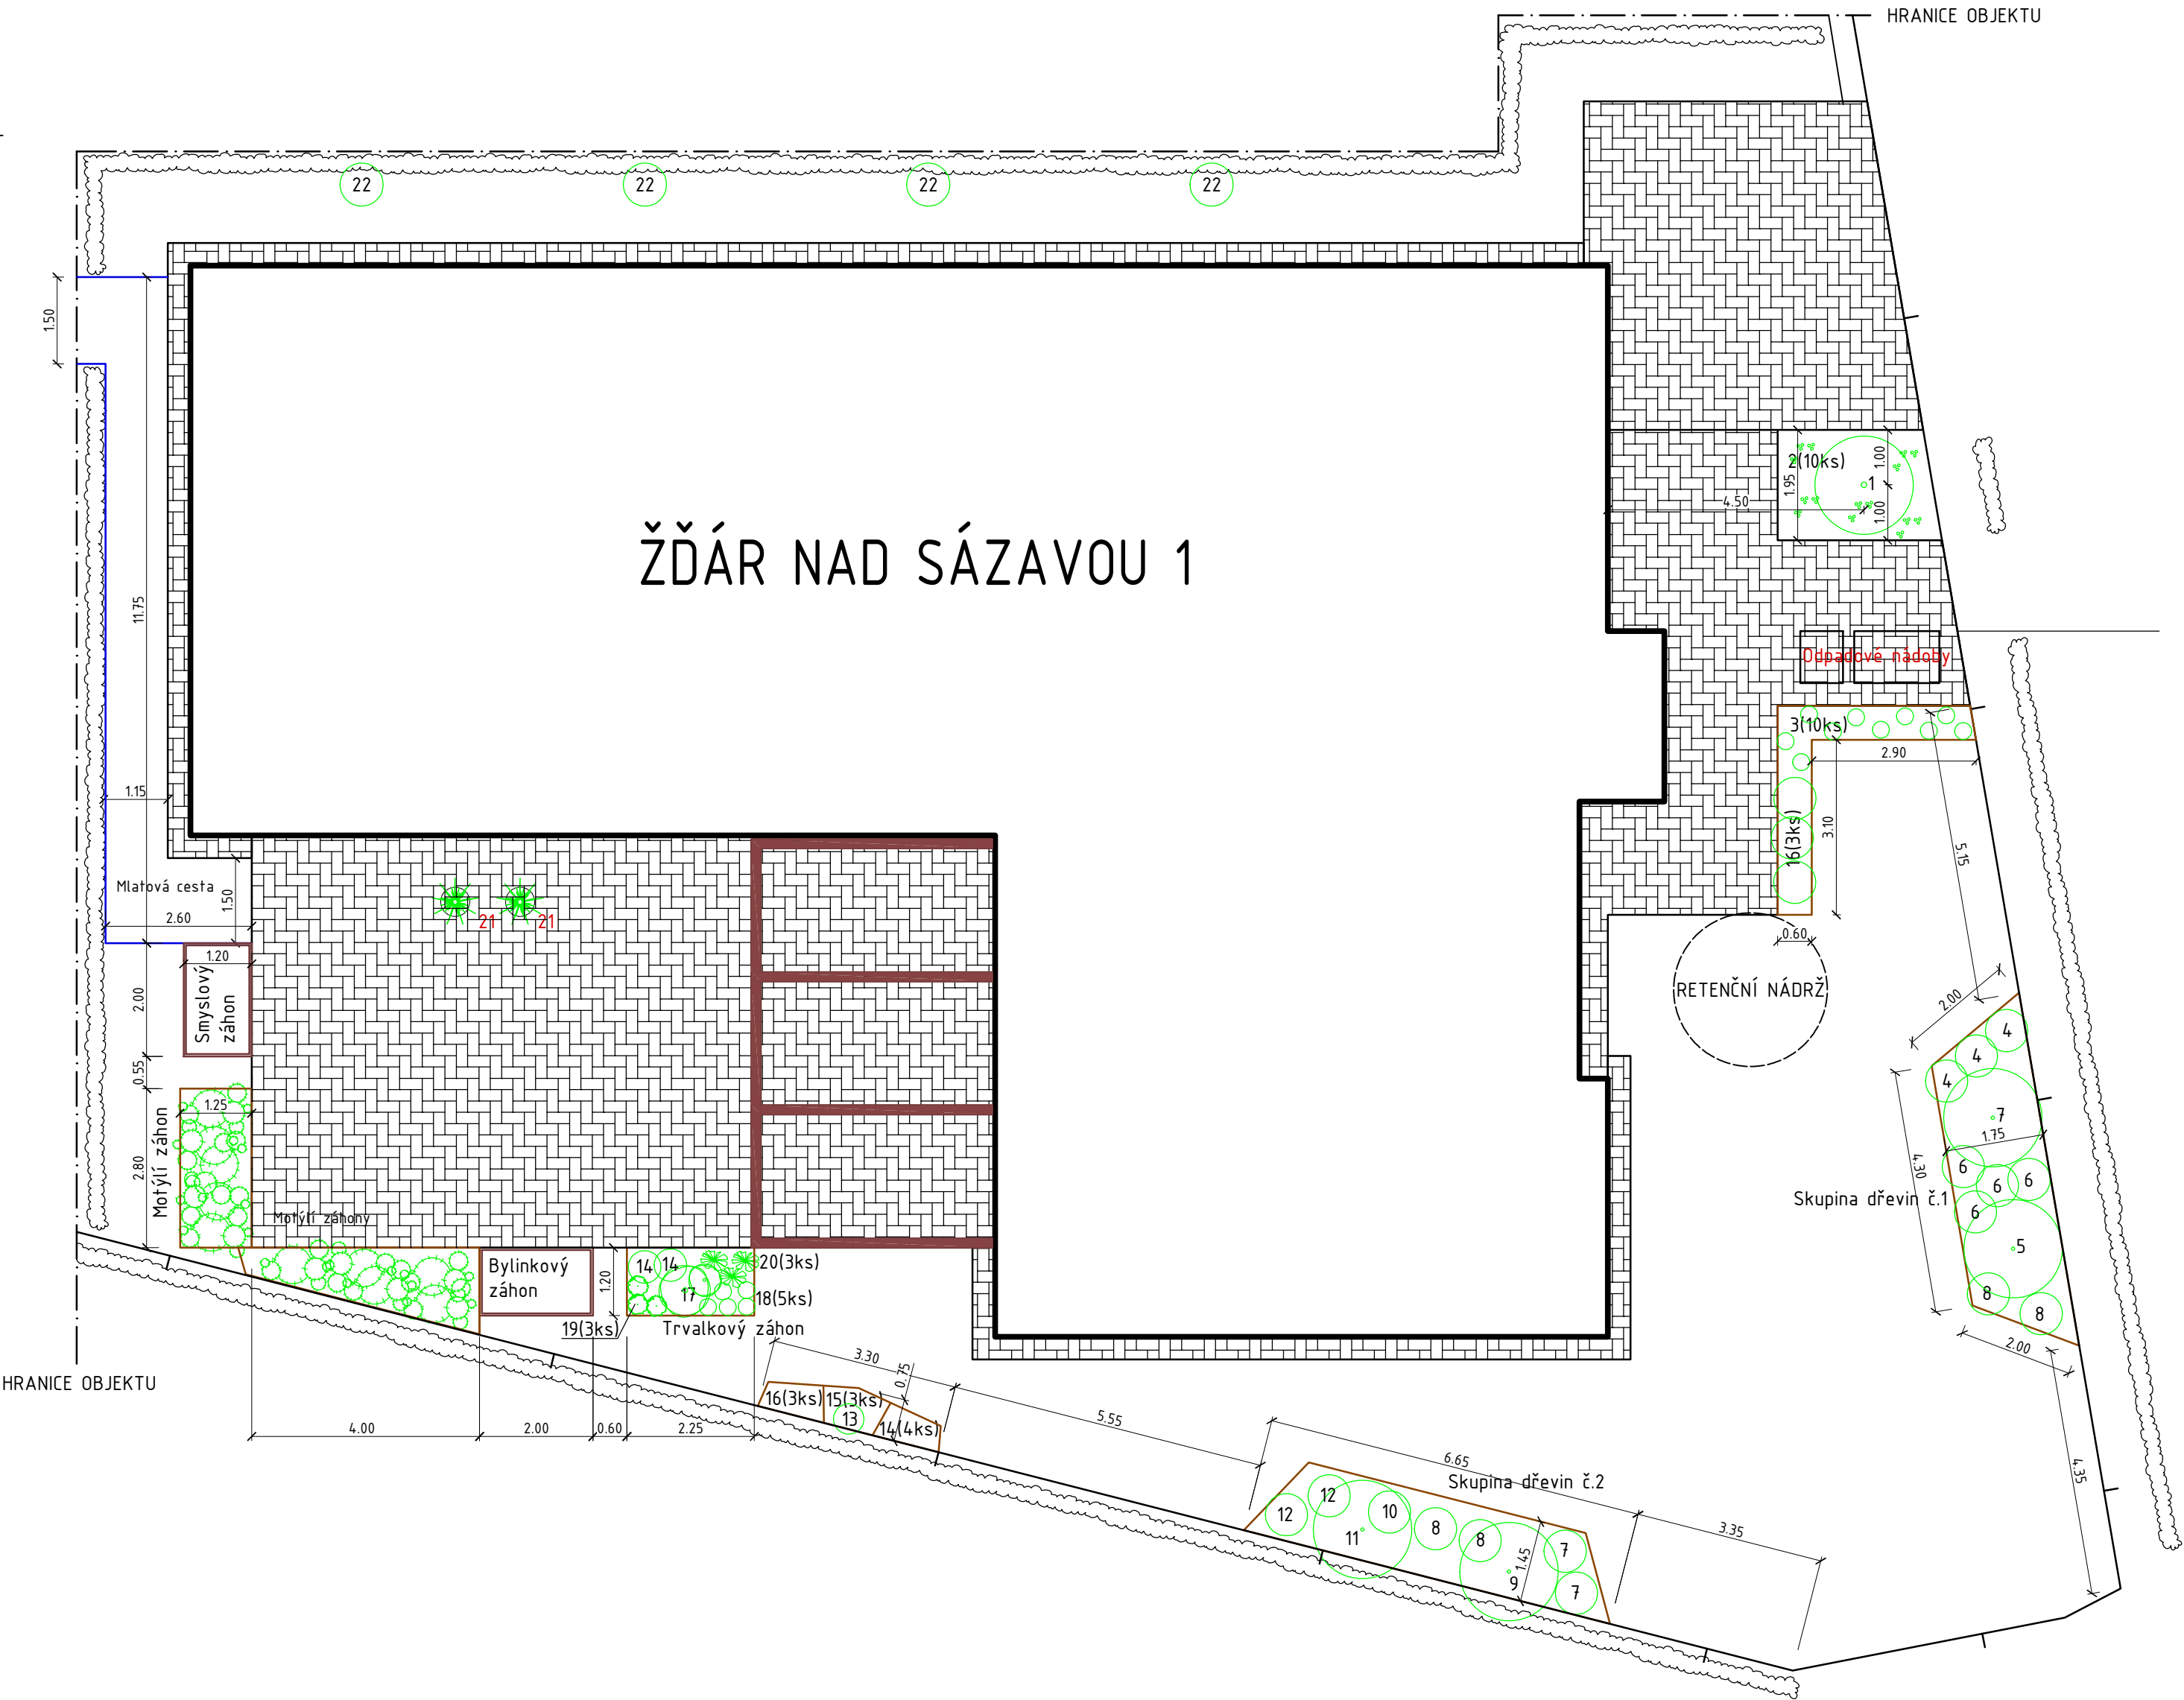 HRANICE OBJEKTU
22
22
22
22
1.50
11.75
ŽĎÁR NAD SÁZAVOU 1
2(10ks)
1
1.00
1.95
1.00
4.50
Odpadové nádoby
3(10ks)
2.90
16(3ks)
3.10
5.15
0.60
1.15
Mlatová cesta
1.50
2.60
21
21
1.20
Smyslový
záhon
2.00
0.55
RETENČNÍ NÁDRŽ
2.00
4
4
4
7
1.75
4.30
6
6
6
6
Skupina dřevin č.1
5
8
8
2.00
1.25
Motýlí záhon
2.80
Motýlí záhony
Bylinkový
záhon
1.20
14
14
17
20(3ks)
18(5ks)
19(3ks)
Trvalkový záhon
HRANICE OBJEKTU
4.00
2.00
0.60
2.25
3.30
0.75
16(3ks)
15(3ks)
13
14(4ks)
5.55
6.65
Skupina dřevin č.2
12
12
10
11
8
8
7
1.45
9
7
3.35
4.35